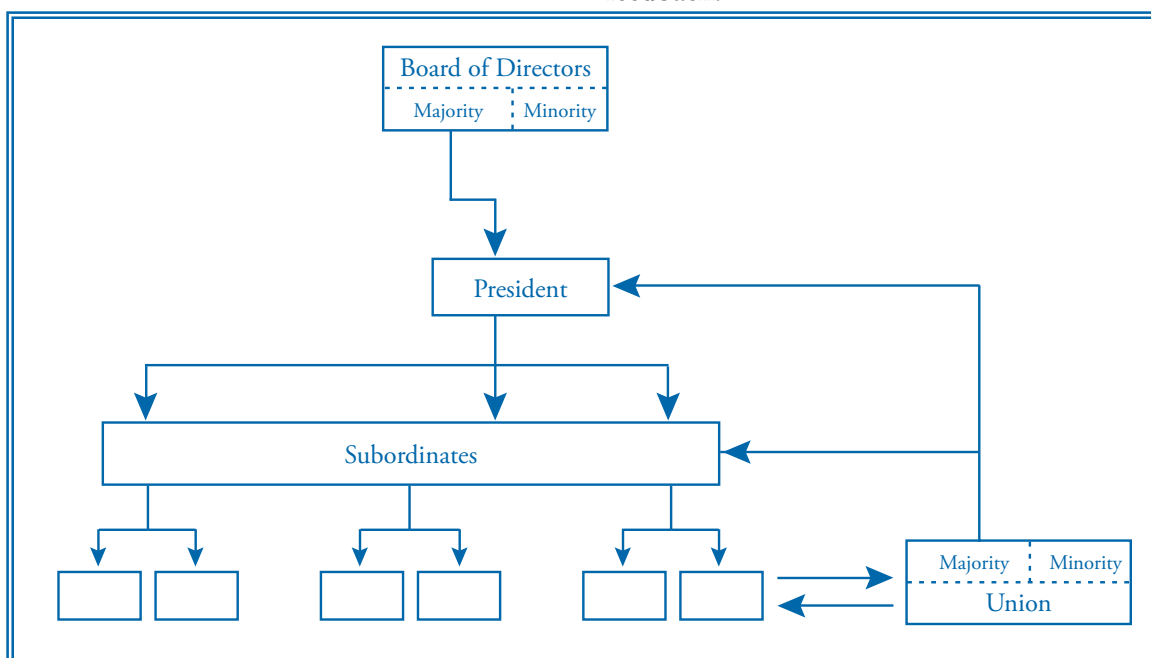 Board of Directors
Majority Minority
President
Subordinates
Majority Minority
Union